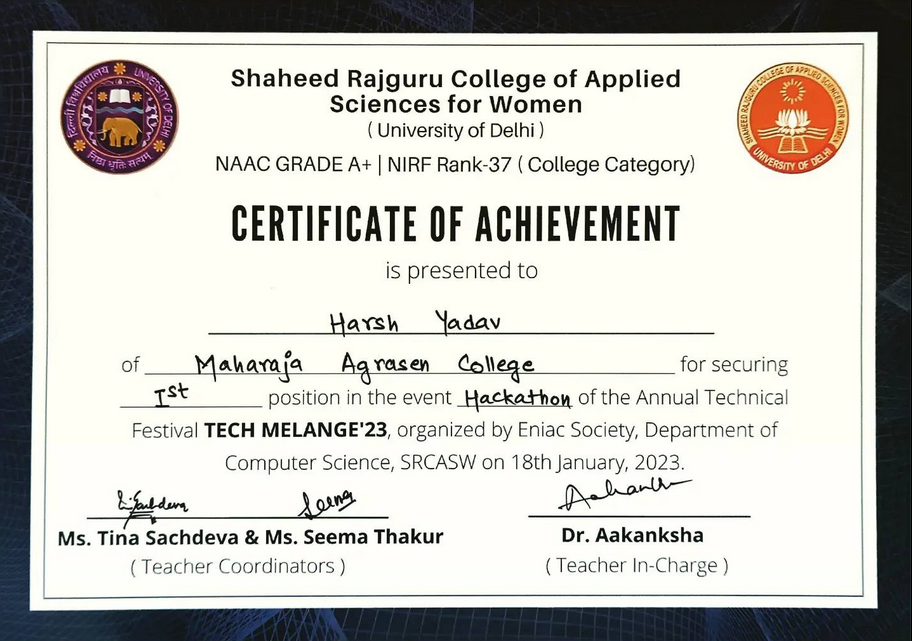 दिल्ली विश्वविद्यालय
UNIVERSITY OF DELHI
निष्ठा धृति: सत्यम्
Shaheed Rajguru College of Applied
Sciences for Women
( University of Delhi )
NAAC GRADE A+ | NIRF Rank-37 ( College Category)
SHAHEED RAJGURU COLLEGE OF APPLIED SCIENCES FOR WOMEN
UNIVERSITY OF DELHI
CERTIFICATE OF ACHIEVEMENT
is presented to
Harsh Yadav
of Maharaja Agrasen College for securing
Ist position in the event Hackathon of the Annual Technical
Festival TECH MELANGE'23, organized by Eniac Society, Department of
Computer Science, SRCASW on 18th January, 2023.
Seema
Ms. Tina Sachdeva & Ms. Seema Thakur
( Teacher Coordinators )
Dr. Aakanksha
( Teacher In-Charge )